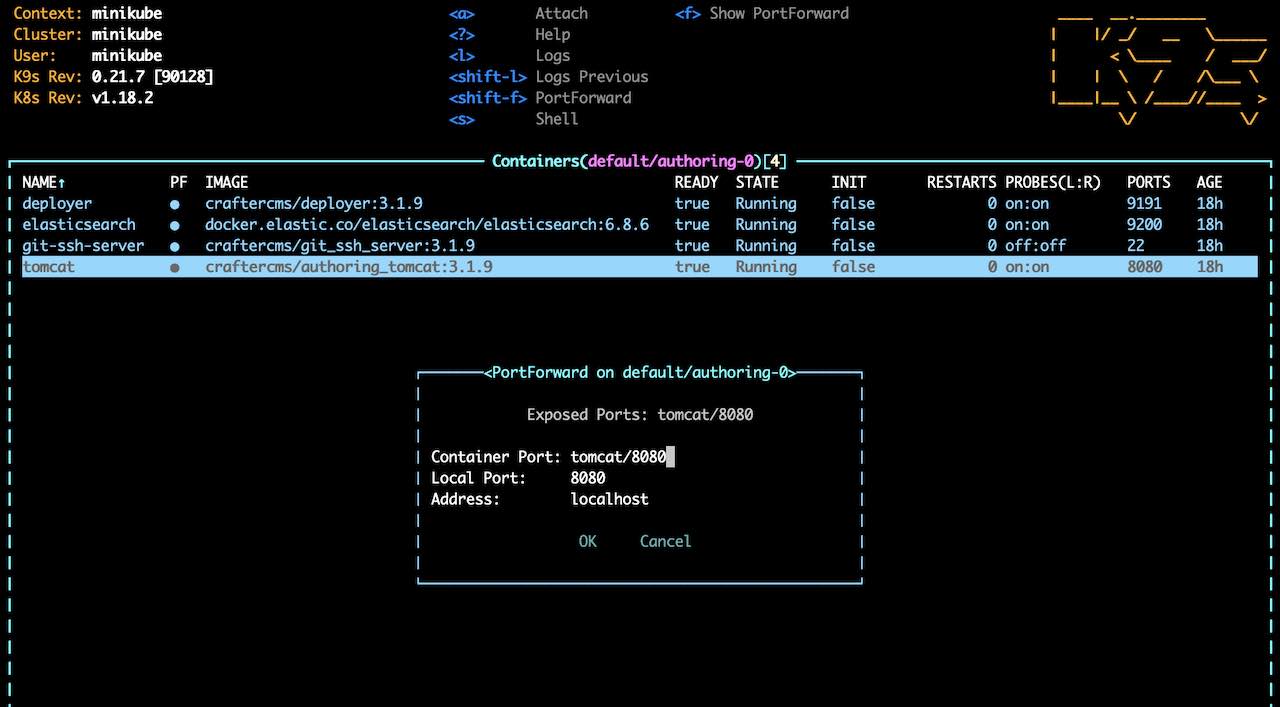 Context: minikube <a> Attach <f> Show PortForward
Cluster: minikube <?> Help
User: minikube <l> Logs
K9s Rev: 0.21.7 [90128] <shift-l> Logs Previous
K8s Rev: v1.18.2 <shift-f> PortForward
<s> Shell
Containers(default/authoring-0)[4]
NAME↑ PF IMAGE READY STATE INIT RESTARTS PROBES(L:R) PORTS AGE
deployer ● craftercms/deployer:3.1.9 true Running false 0 on:on 9191 18h
elasticsearch ● docker.elastic.co/elasticsearch/elasticsearch:6.8.6 true Running false 0 on:on 9200 18h
git-ssh-server ● craftercms/git_ssh_server:3.1.9 true Running false 0 off:off 22 18h
tomcat ● craftercms/authoring_tomcat:3.1.9 true Running false 0 on:on 8080 18h
<PortForward on default/authoring-0>
Exposed Ports: tomcat/8080
Container Port: tomcat/8080
Local Port: 8080
Address: localhost
OK Cancel